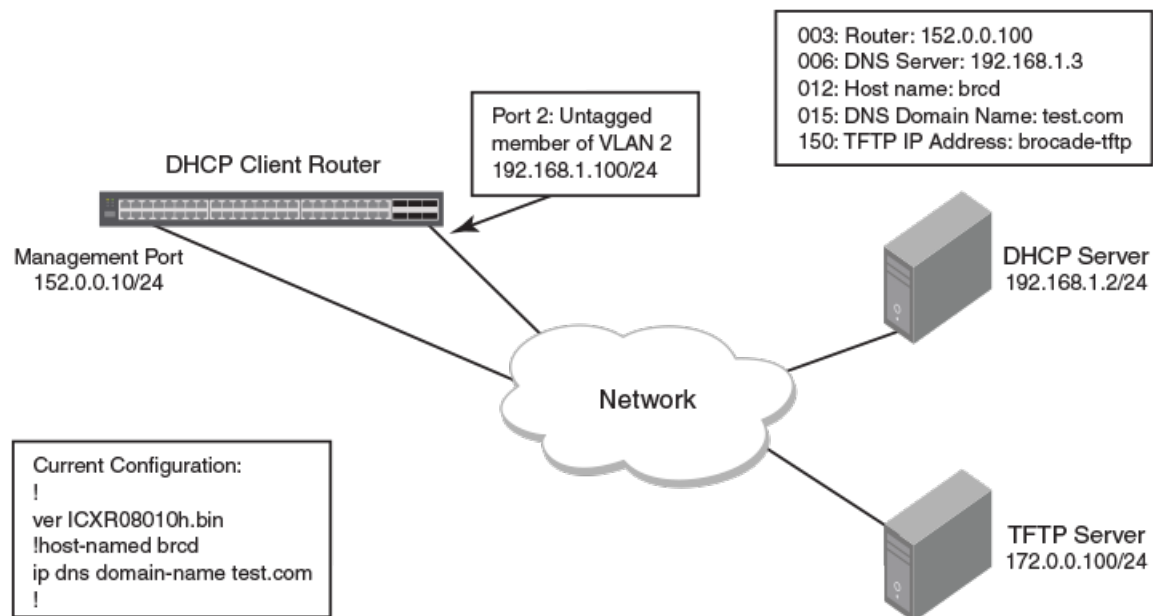 003: Router: 152.0.0.100
006: DNS Server: 192.168.1.3
012: Host name: brcd
015: DNS Domain Name: test.com
150: TFTP IP Address: brocade-tftp
Port 2: Untagged
member of VLAN 2
192.168.1.100/24
DHCP Client Router
Management Port
152.0.0.10/24
DHCP Server
192.168.1.2/24
Network
Current Configuration:
!
ver ICXR08010h.bin
!host-named brcd
ip dns domain-name test.com
!
TFTP Server
172.0.0.100/24